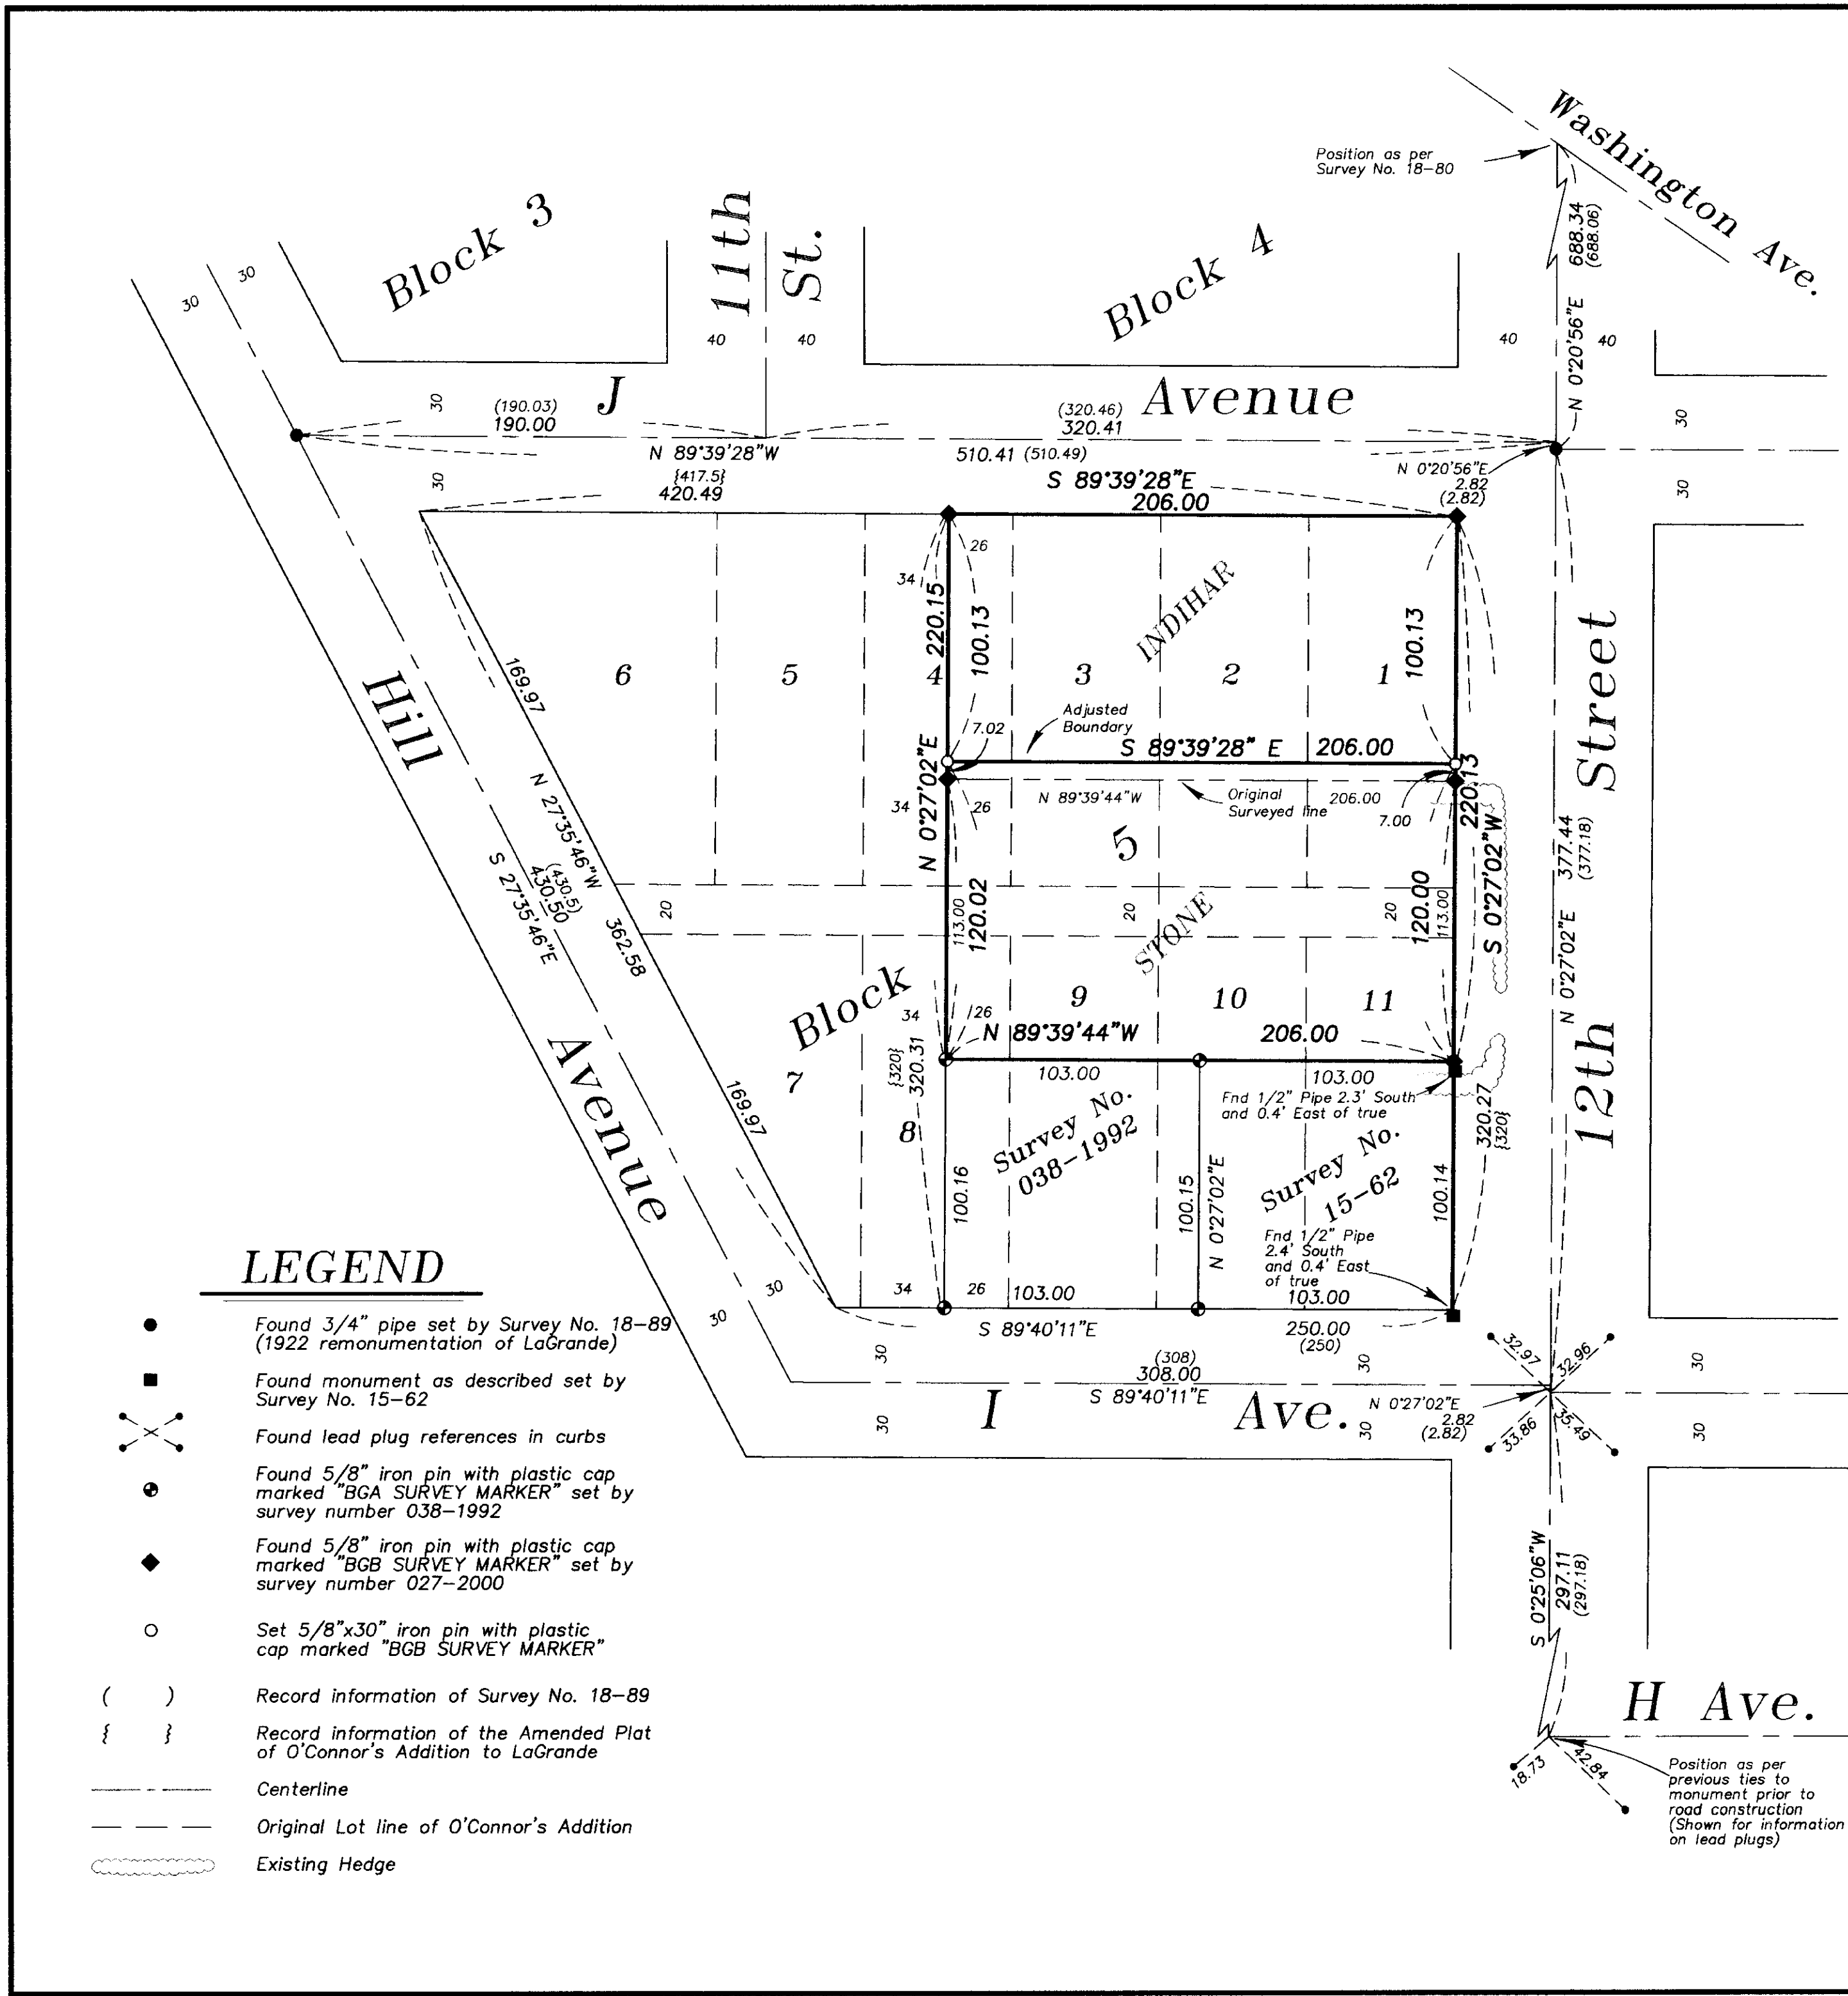 Washington Ave.
Position as per
Survey No. 18-80
688.34
(688.06)
N 0°20'56"E
Block 3
11th
St.
Block 4
30
30
40
40
40
40
30
(190.03)
190.00
J
Avenue
(320.46)
320.41
30
N 89°39'28"W
510.41 (510.49)
N 0°20'56"E
2.82
(2.82)
30
{417.5}
420.49
S 89°39'28"E
206.00
30
26
34
220.15
100.13
INDIHAR
100.13
169.97
6
5
4
3
2
1
Hill
Adjusted
Boundary
7.02
S 89°39'28" E
206.00
N 0°27'02"E
N 89°39'44"W
Original
Surveyed line
206.00
7.00
220.13
34
26
5
N 27°35'46"W
S 27°35'46"E
(430.5)
430.50
362.58
20
113.00
120.02
20
STONE
20
120.00
113.00
S 0°27'02"W
377.44
(377.18)
N 0°27'02"E
12th Street
Block
34
26
9
10
11
N 89°39'44"W
206.00
7
{320}
320.31
103.00
103.00
Fnd 1/2" Pipe 2.3' South
and 0.4' East of true
320.27
{320}
Avenue
169.97
8
Survey No.
038-1992
Survey No.
15-62
100.16
100.15
N 0°27'02"E
100.14
Fnd 1/2" Pipe
2.4' South
and 0.4' East
of true
30
30
34
26
103.00
103.00
S 89°40'11"E
250.00
(250)
30
(308)
308.00
30
S 89°40'11"E
32.97
32.96
30
I
Ave.
30
30
N 0°27'02"E
2.82
(2.82)
33.86
35.49
30
S 0°25'06"W
297.11
(297.18)
H Ave.
18.73
42.84
Position as per
previous ties to
monument prior to
road construction
(Shown for information
on lead plugs)
LEGEND
Found 3/4" pipe set by Survey No. 18-89
(1922 remonumentation of LaGrande)
Found monument as described set by
Survey No. 15-62
Found lead plug references in curbs
Found 5/8" iron pin with plastic cap
marked "BGA SURVEY MARKER" set by
survey number 038-1992
Found 5/8" iron pin with plastic cap
marked "BGB SURVEY MARKER" set by
survey number 027-2000
Set 5/8"x30" iron pin with plastic
cap marked "BGB SURVEY MARKER"
( ) Record information of Survey No. 18-89
{ } Record information of the Amended Plat
of O'Connor's Addition to LaGrande
Centerline
Original Lot line of O'Connor's Addition
Existing Hedge